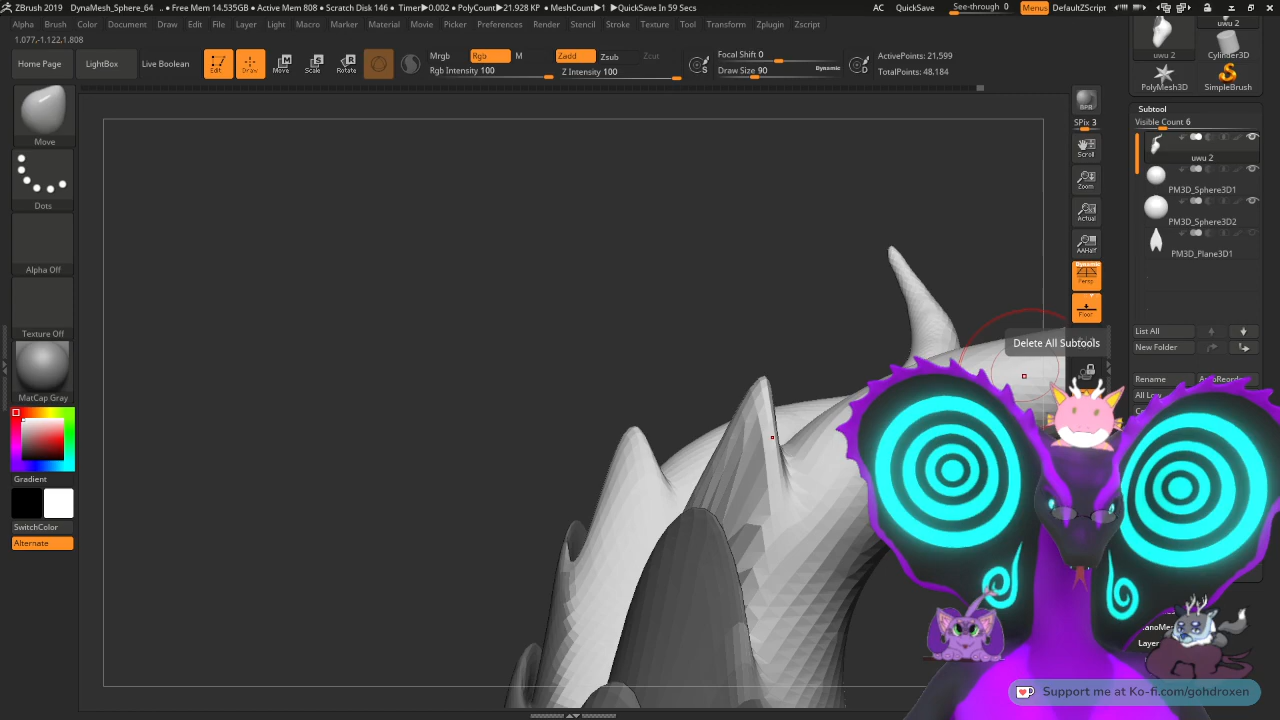 ZBrush 2019 DynaMesh_Sphere_64 .. • Free Mem 14.535GB • Active Mem 808 • Scratch Disk 146 • Timer▶0.002 • PolyCount▶21.928 KP • MeshCount▶1 ▶QuickSave In 59 Secs AC QuickSave See-through 0 Menus DefaultZScript
Alpha Brush Color Document Draw Edit File Layer Light Macro Marker Material Movie Picker Preferences Render Stencil Stroke Texture Tool Transform Zplugin Zscript
1.077,-1.122,1.808
uwu 2
uwu 2 Cylinder3D
PolyMesh3D SimpleBrush
Home Page LightBox Live Boolean Edit Draw Move Scale Rotate
Mrgb Rgb M Zadd Zsub Zcut
Rgb Intensity 100 Z Intensity 100
Focal Shift 0
Draw Size 90 Dynamic
ActivePoints: 21,599
TotalPoints: 48,184
Move
Dots
Alpha Off
Texture Off
MatCap Gray
Gradient
SwitchColor
Alternate
BPR
SPix 3
Scroll
Zoom
Actual
AAHalf
Dynamic
Persp
Floor
Delete All Subtools
Subtool
Visible Count 6
uwu 2
PM3D_Sphere3D1
PM3D_Sphere3D2
PM3D_Plane3D1
List All
New Folder
Rename AutoReorder
All Low
Support me at Ko-fi.com/gohdroxen